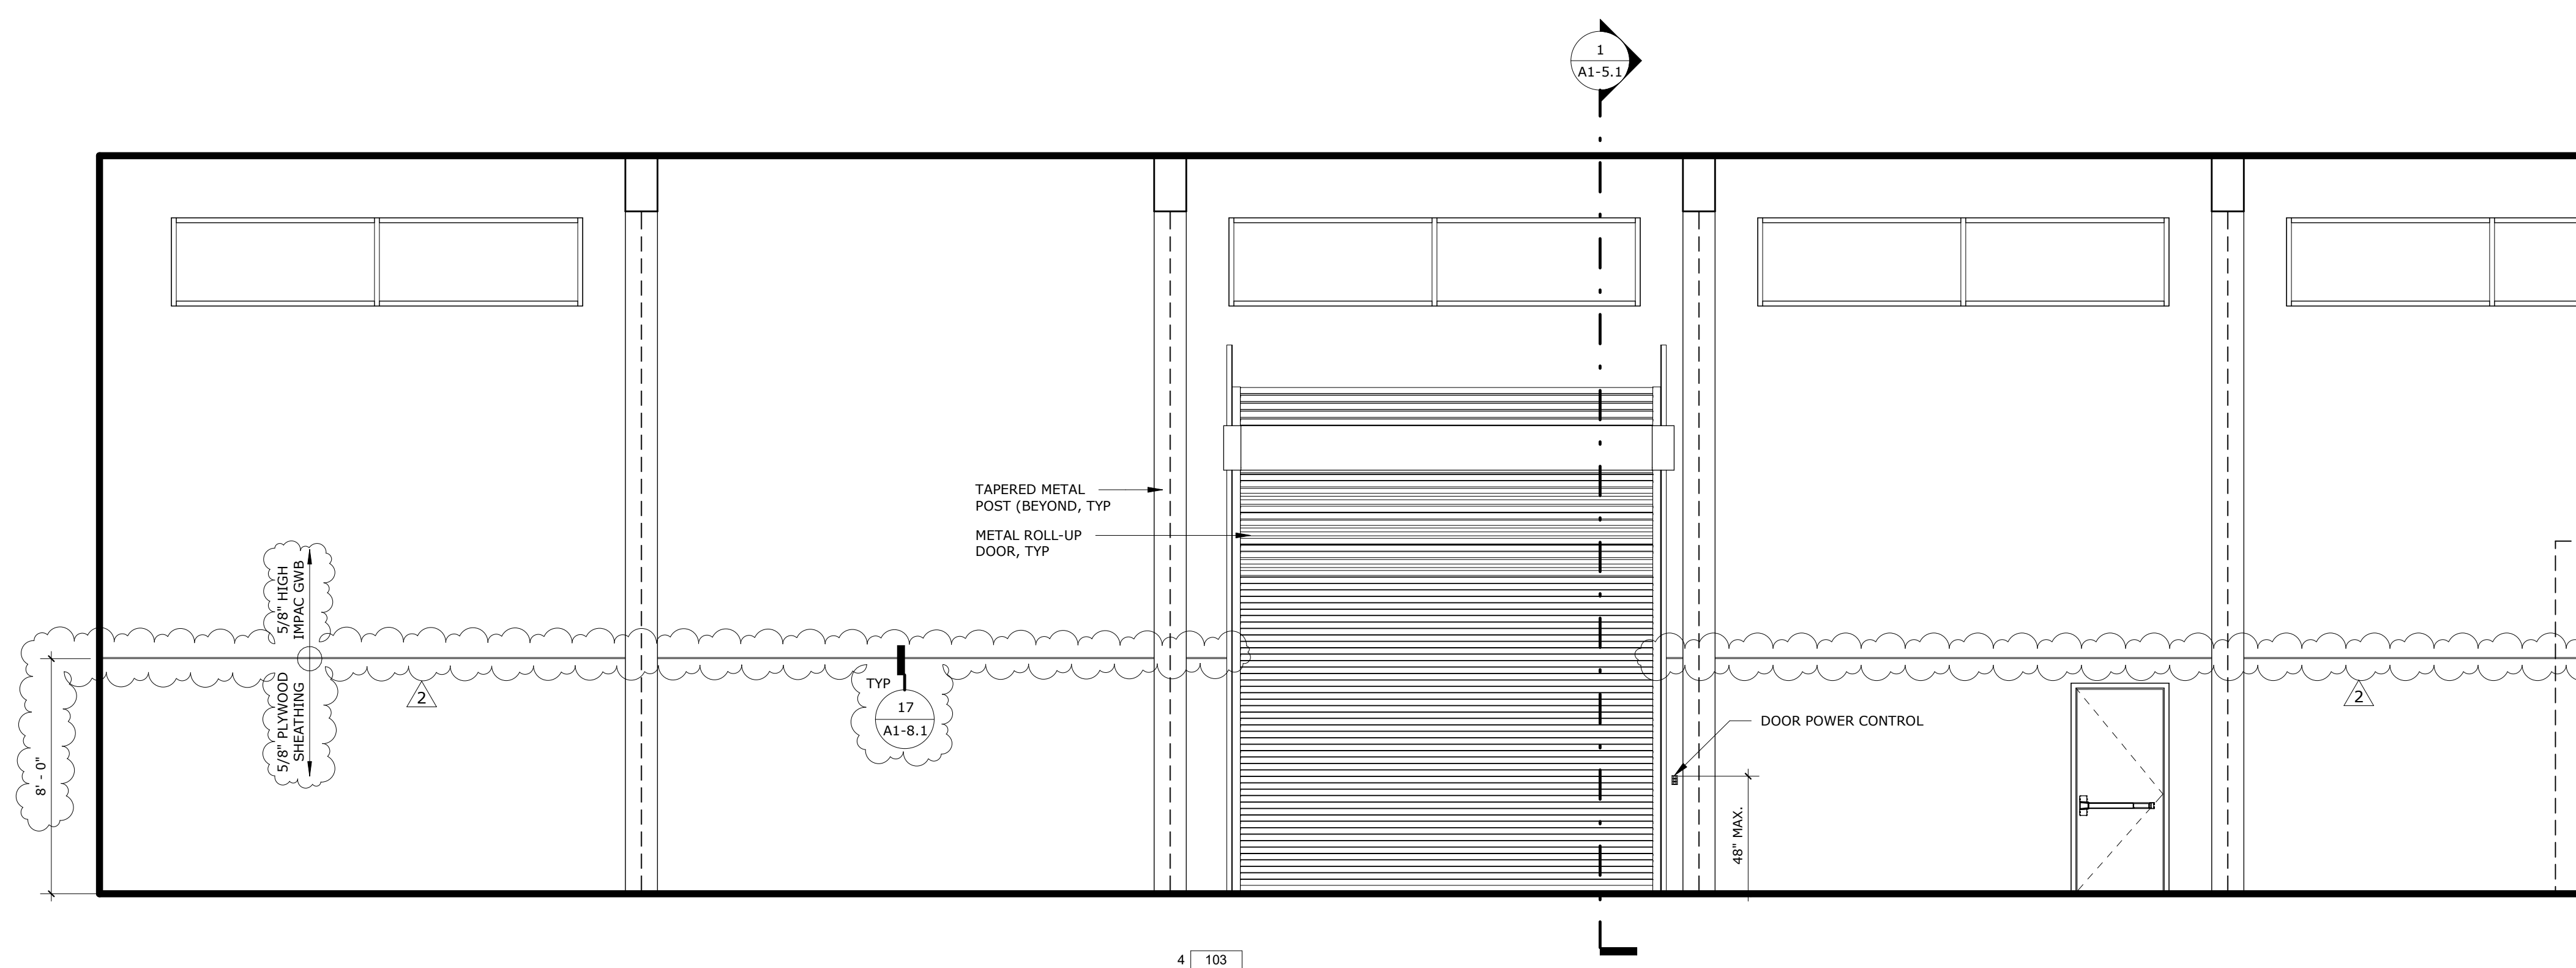 1
A1-5.1
TAPERED METAL
POST (BEYOND, TYP
METAL ROLL-UP
DOOR, TYP
5/8" HIGH
IMPAC GWB
5/8" PLYWOOD
SHEATHING
8' - 0"
2
TYP
17
A1-8.1
DOOR POWER CONTROL
48" MAX.
2
4 103